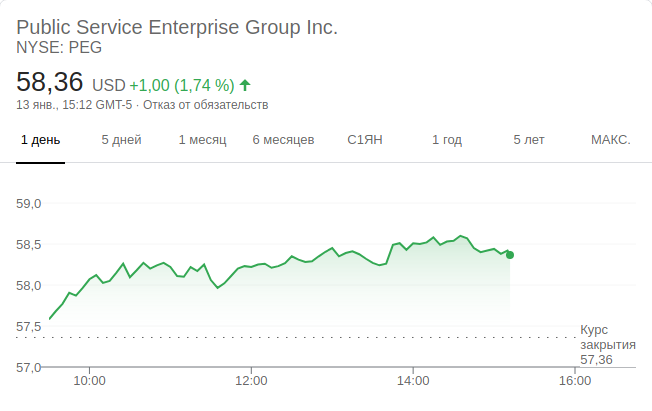 Public Service Enterprise Group Inc.
NYSE: PEG
58,36 USD +1,00 (1,74 %)
13 янв., 15:12 GMT-5 · Отказ от обязательств
1 день 5 дней 1 месяц 6 месяцев С1ЯН 1 год 5 лет МАКС.
59,0
58,5
58,0
57,5
Курс
закрытия
57,36
57,0
10:00 12:00 14:00 16:00